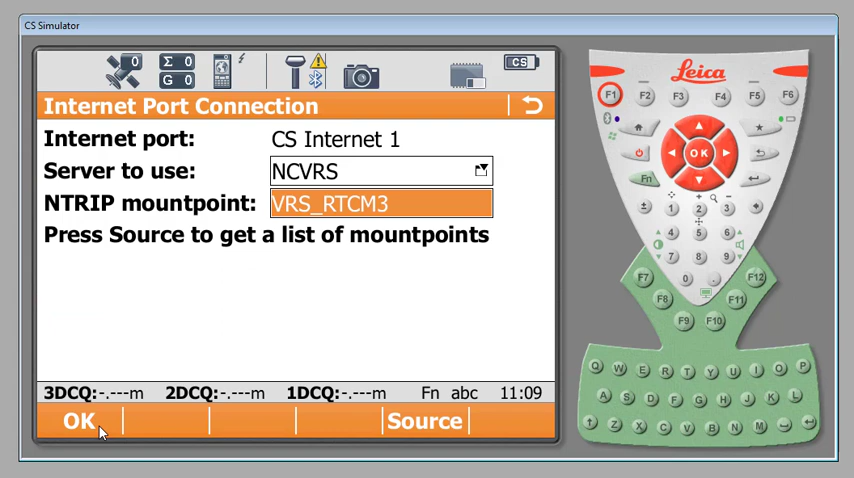 CS Simulator
0
Σ 0
G 0
CS
Internet Port Connection
Internet port: CS Internet 1
Server to use: NCVRS
NTRIP mountpoint: VRS_RTCM3
Press Source to get a list of mountpoints
3DCQ:-.---m 2DCQ:-.---m 1DCQ:-.---m Fn abc 11:09
OK Source
Leica
F1 F2 F3 F4 F5 F6
OK
Fn
± 1 2 3
4 5 6
7 8 9
0 .
F7 F12
F8 F11
F9 F10
Q W E R T Y U I O P
A S D F G H J K L
Z X C V B N M